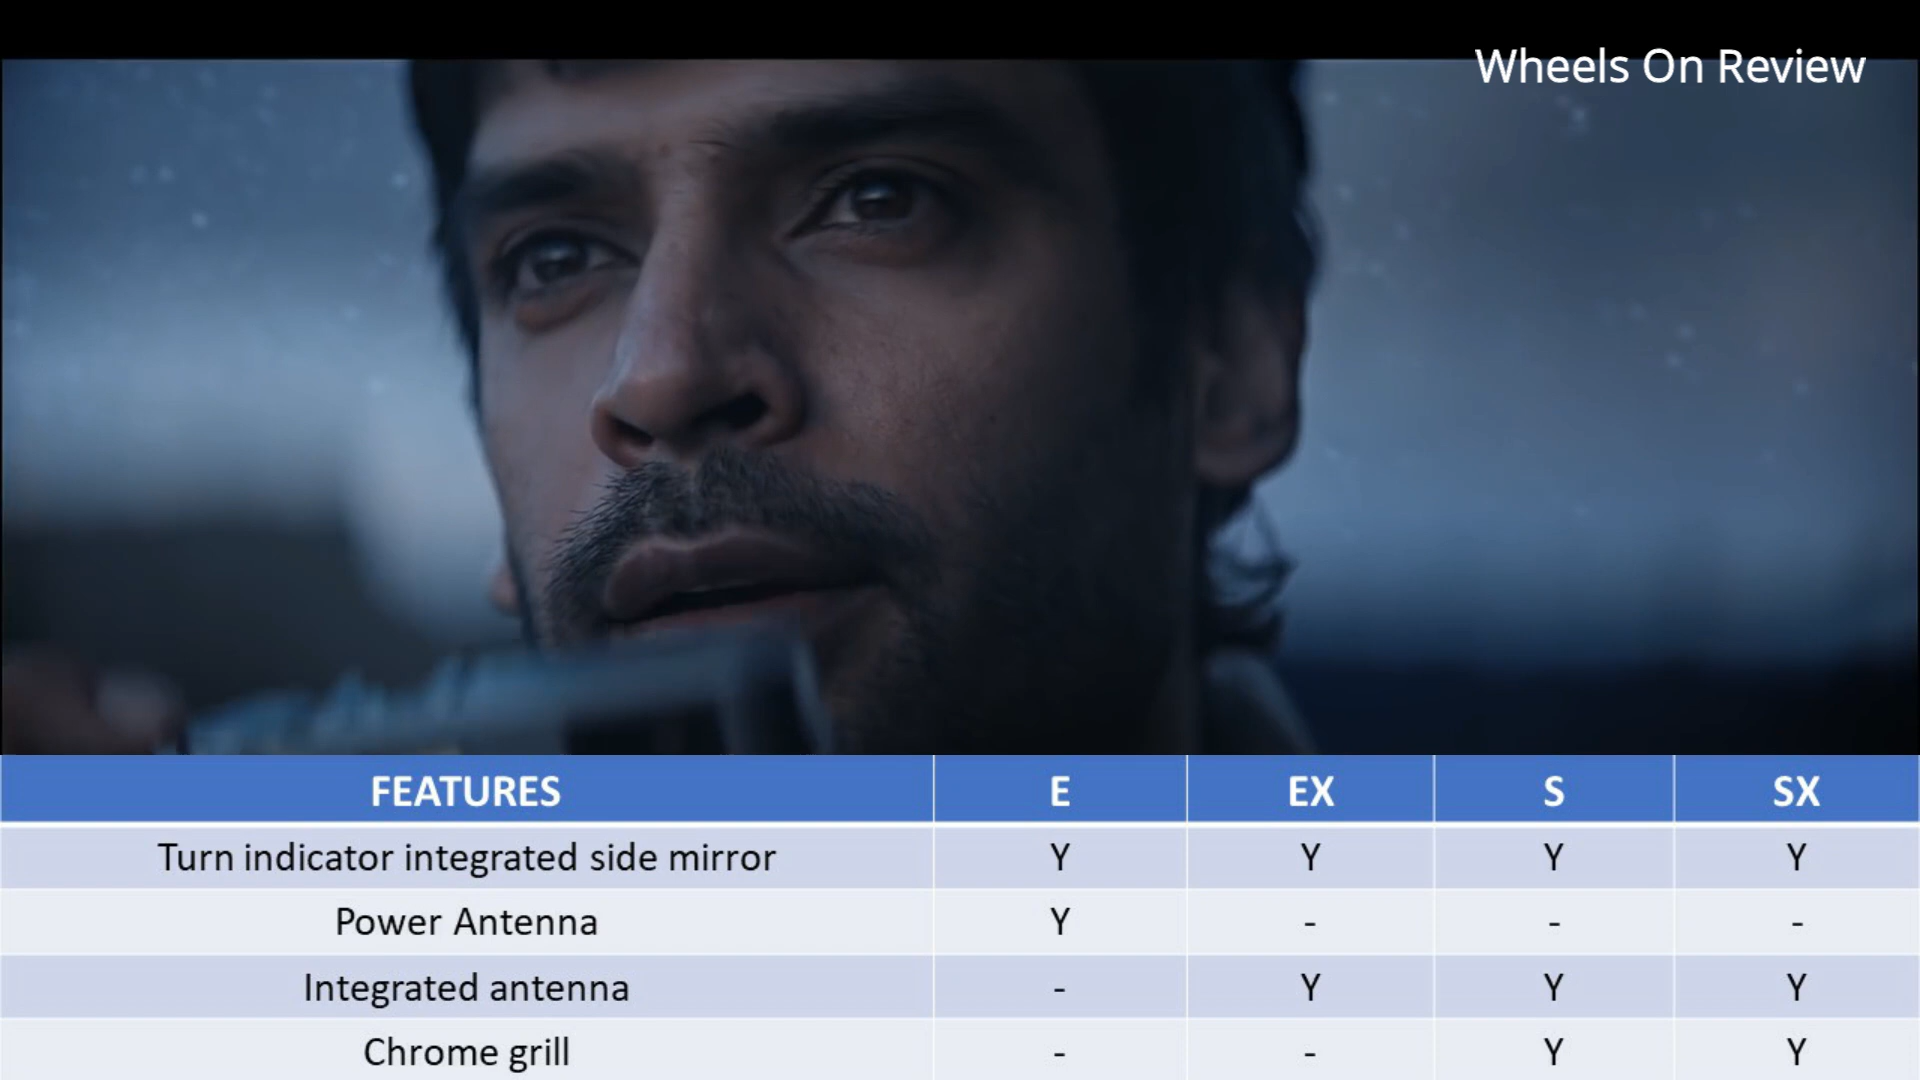 Wheels On Review
FEATURES E EX S SX
Turn indicator integrated side mirror Y Y Y Y
Power Antenna Y - - -
Integrated antenna - Y Y Y
Chrome grill - - Y Y